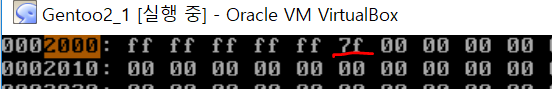 Gentoo2_1 [실행 중] - Oracle VM VirtualBox
0002000: ff ff ff ff ff 7f 00 00 00 00
0002010: 00 00 00 00 00 00 00 00 00 00